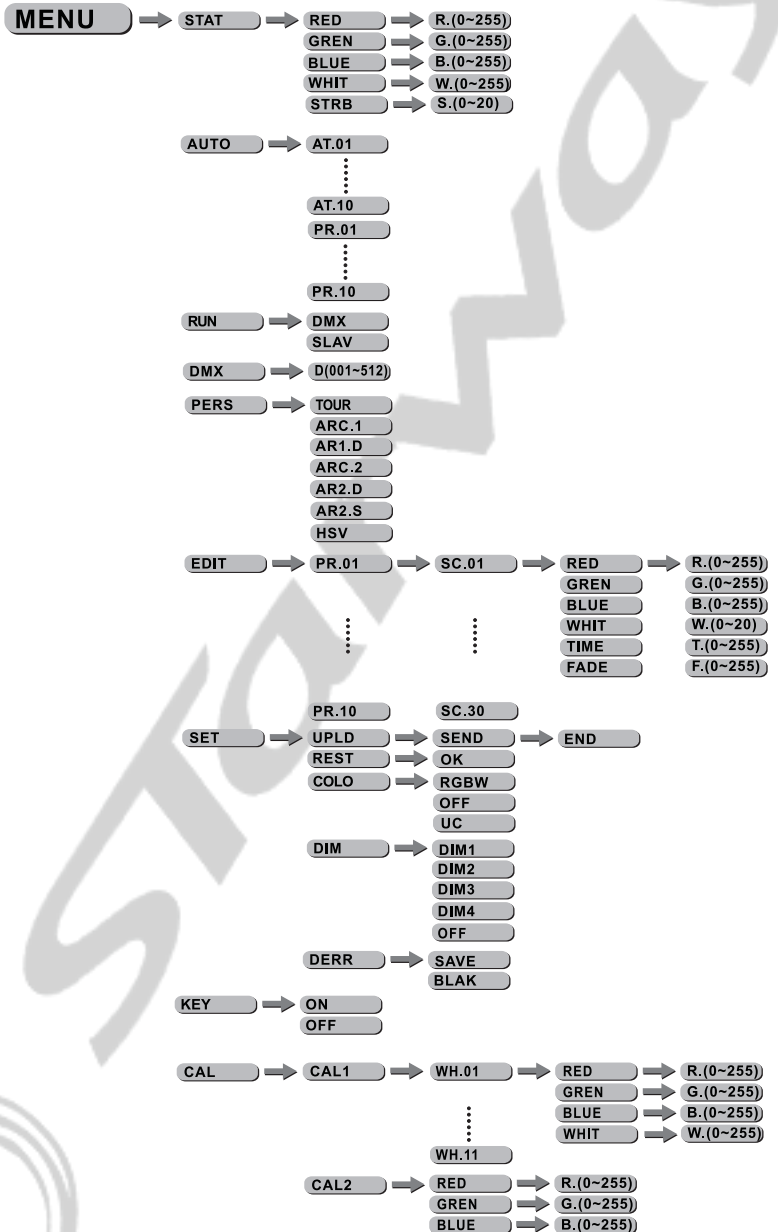 MENU STAT RED R.(0~255)
GREN G.(0~255)
BLUE B.(0~255)
WHIT W.(0~255)
STRB S.(0~20)
AUTO AT.01
AT.10
PR.01
PR.10
RUN DMX
SLAV
DMX D(001~512)
PERS TOUR
ARC.1
AR1.D
ARC.2
AR2.D
AR2.S
HSV
EDIT PR.01 SC.01 RED R.(0~255)
GREN G.(0~255)
BLUE B.(0~255)
WHIT W.(0~20)
TIME T.(0~255)
FADE F.(0~255)
PR.10 SC.30
SET UPLD SEND END
REST OK
COLO RGBW
OFF
UC
DIM DIM1
DIM2
DIM3
DIM4
OFF
DERR SAVE
BLAK
KEY ON
OFF
CAL CAL1 WH.01 RED R.(0~255)
GREN G.(0~255)
BLUE B.(0~255)
WHIT W.(0~255)
WH.11
CAL2 RED R.(0~255)
GREN G.(0~255)
BLUE B.(0~255)